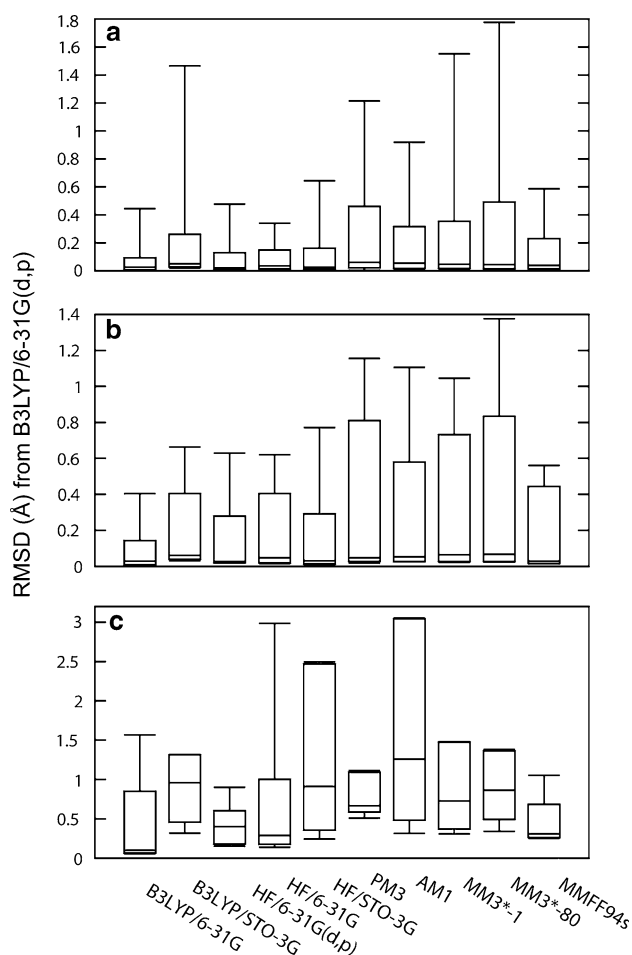 RMSD (Å) from B3LYP/6-31G(d,p)
a
1.8
1.6
1.4
1.2
1
0.8
0.6
0.4
0.2
0
b
1.4
1.2
1
0.8
0.6
0.4
0.2
0
c
3
2.5
2
1.5
1
0.5
0
B3LYP/6-31G
B3LYP/STO-3G
HF/6-31G(d,p)
HF/6-31G
HF/STO-3G
PM3
AM1
MM3*-1
MM3*-80
MMFF94s